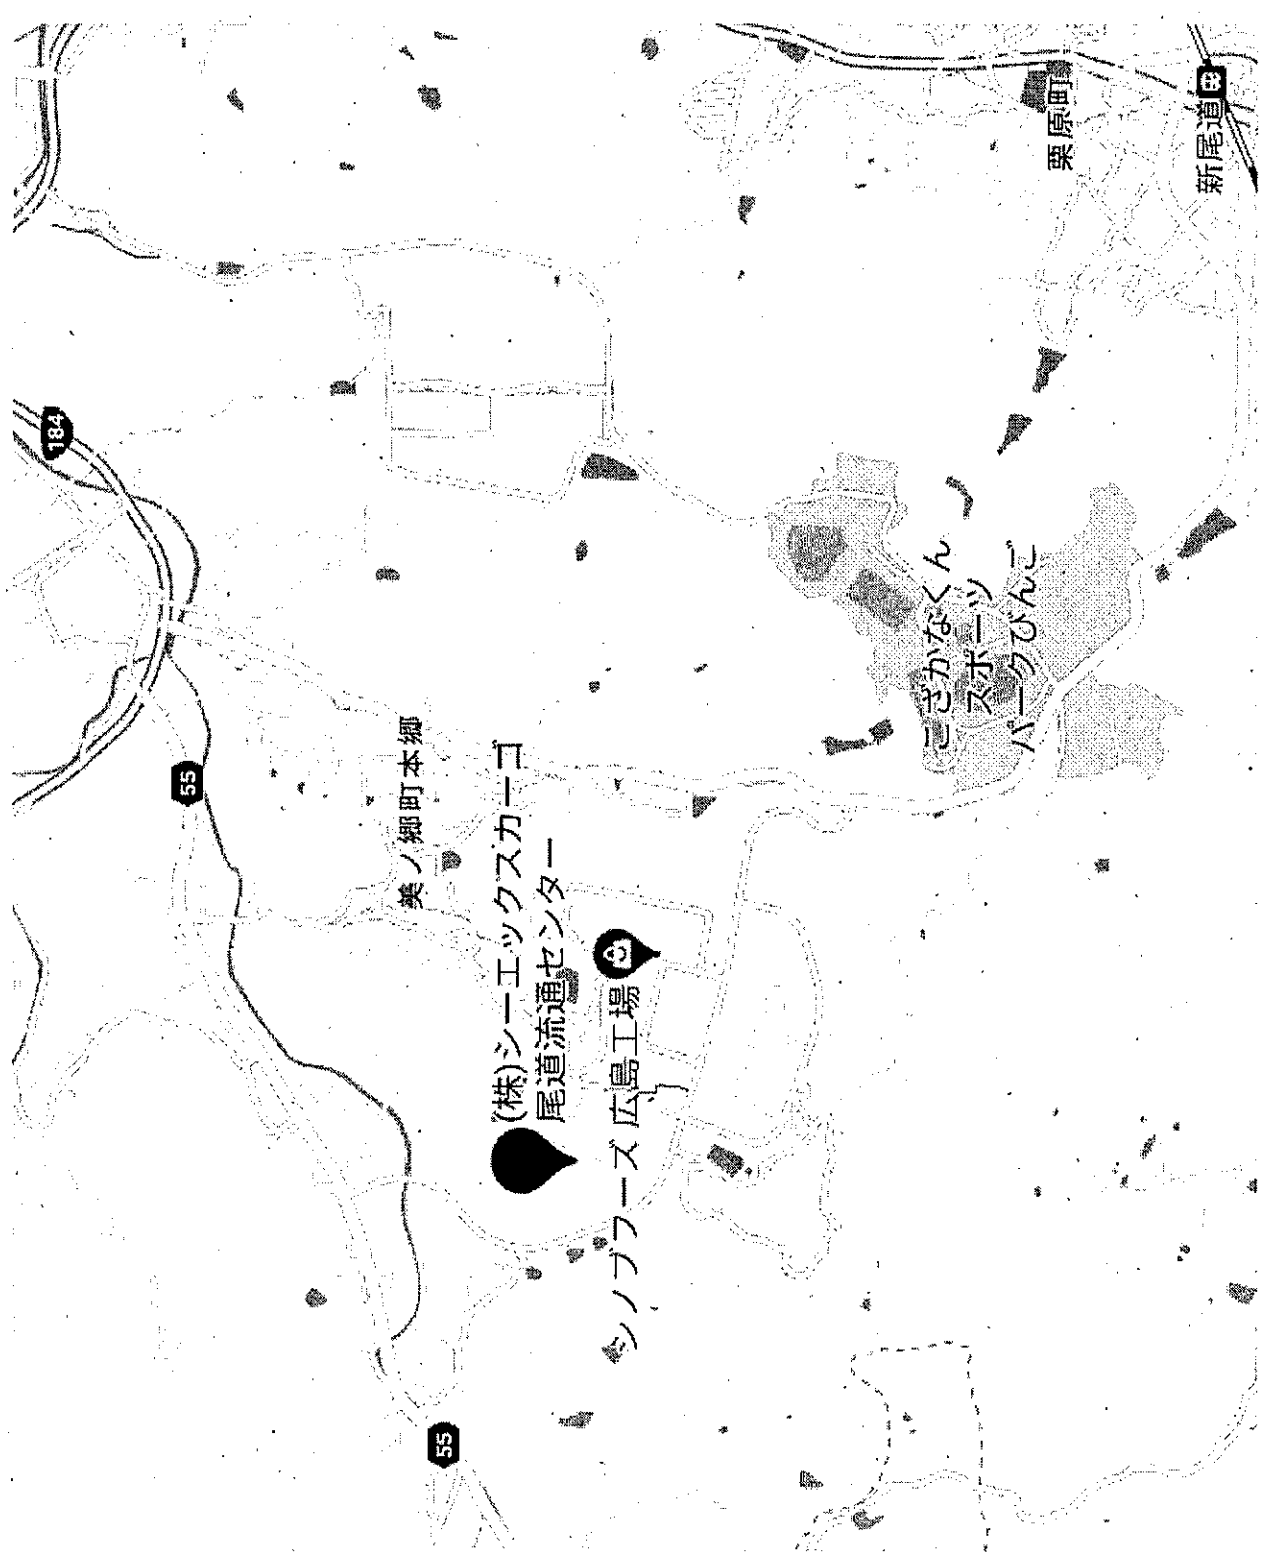 184
55
美ノ郷町本郷
(株)シーエックスカーゴ
尾道流通センター
シノブフーズ 広島工場
55
こざかなくん
スポーツ
パークびんご
栗原町
新尾道